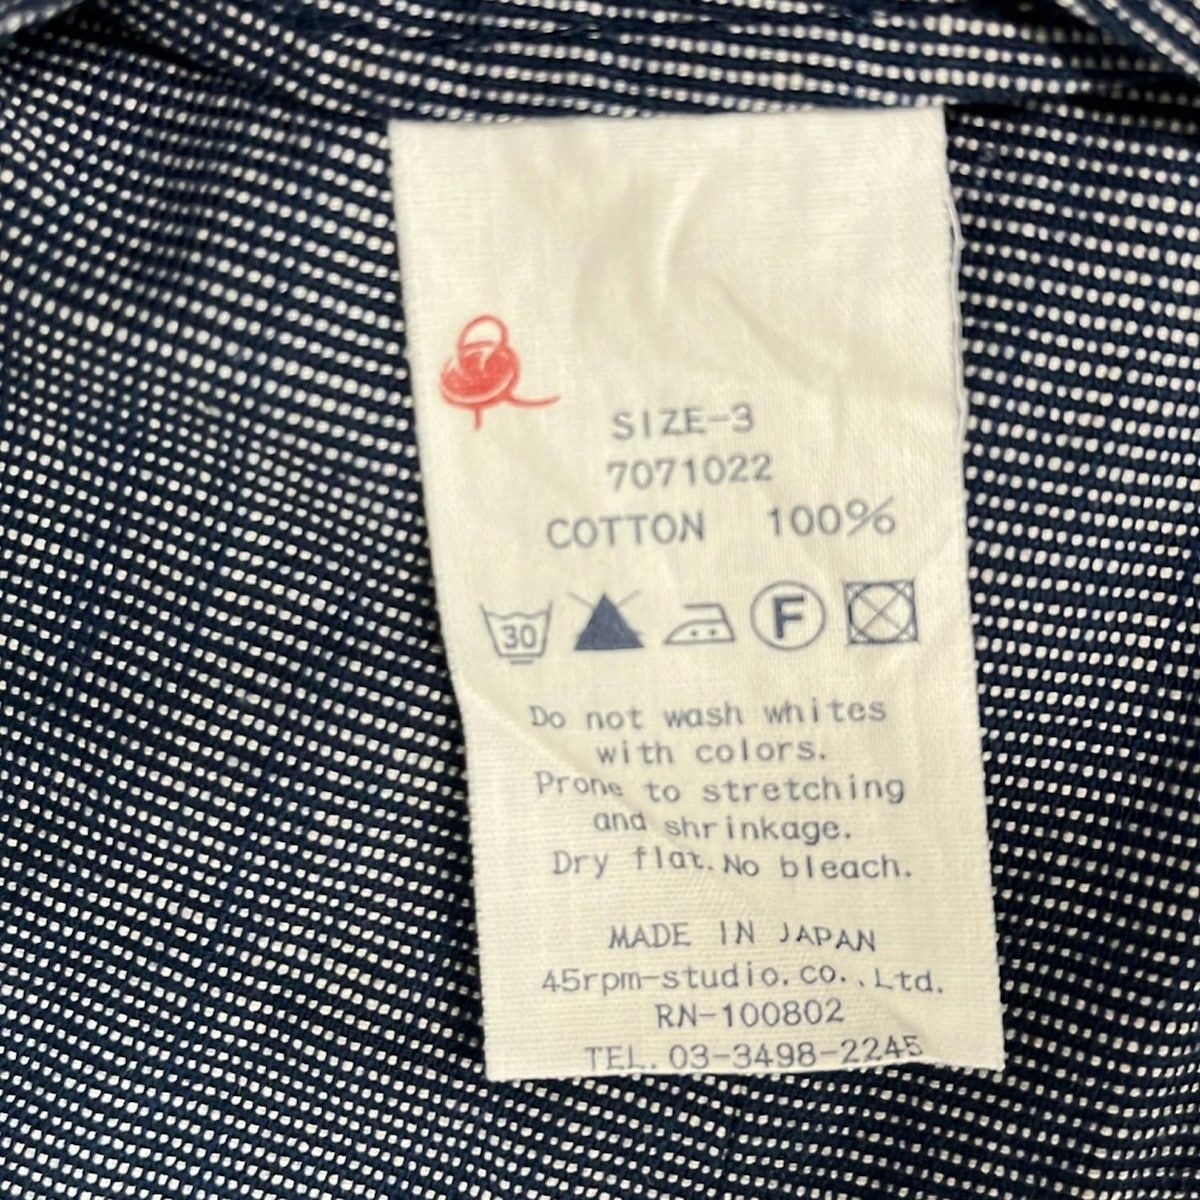 SIZE-3
7071022
COTTON 100%
30 F
Do not wash whites
with colors.
Prone to stretching
and shrinkage.
Dry flat. No bleach.
MADE IN JAPAN
45rpm-studio.co.,Ltd.
RN-100802
TEL. 03-3498-2245